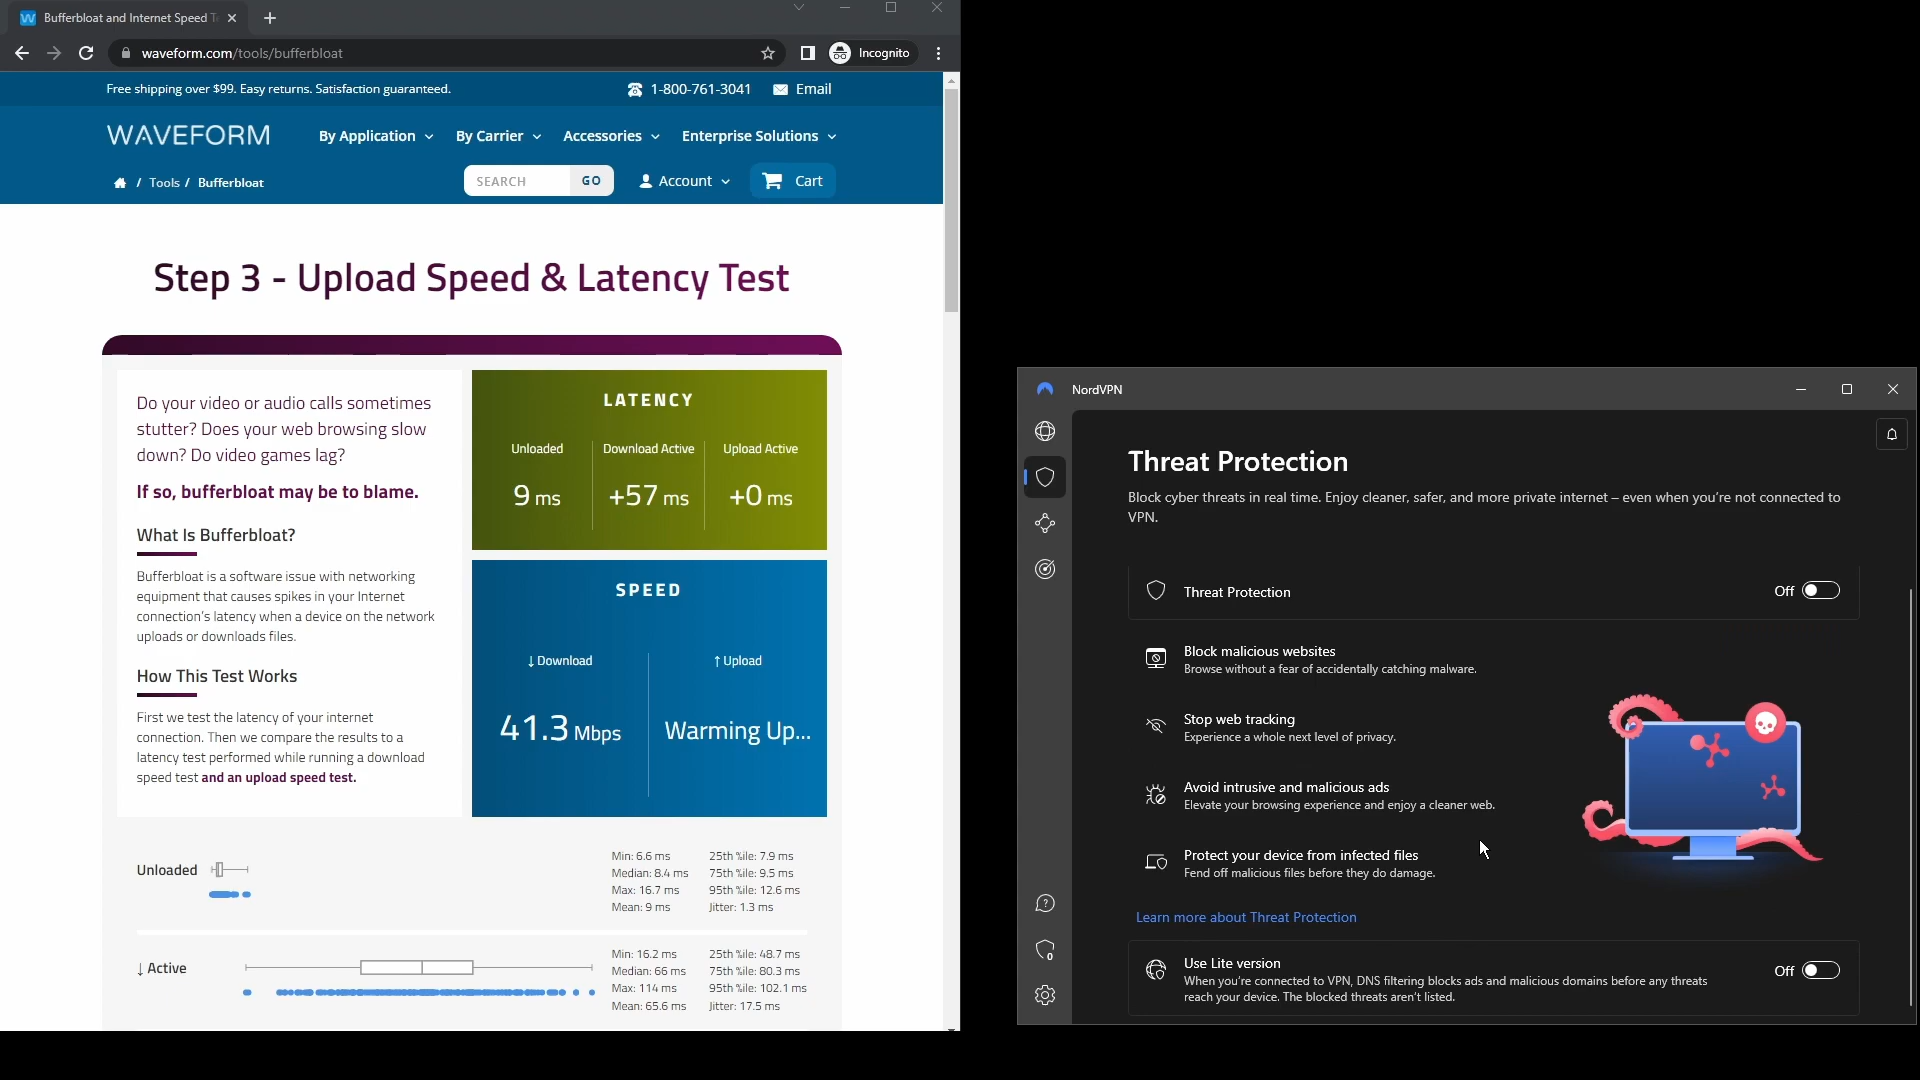 Bufferbloat and Internet Speed T
waveform.com/tools/bufferbloat
Incognito
Free shipping over $99. Easy returns. Satisfaction guaranteed.
1-800-761-3041
Email
WAVEFORM
By Application
By Carrier
Accessories
Enterprise Solutions
/ Tools / Bufferbloat
SEARCH
GO
Account
Cart
Step 3 - Upload Speed & Latency Test
Do your video or audio calls sometimes
stutter? Does your web browsing slow
down? Do video games lag?
If so, bufferbloat may be to blame.
What Is Bufferbloat?
Bufferbloat is a software issue with networking
equipment that causes spikes in your Internet
connection's latency when a device on the network
uploads or downloads files.
How This Test Works
First we test the latency of your internet
connection. Then we compare the results to a
latency test performed while running a download
speed test and an upload speed test.
LATENCY
Unloaded
Download Active
Upload Active
9 ms
+57 ms
+0 ms
SPEED
↓ Download
↑ Upload
41.3 Mbps
Warming Up...
Unloaded
Min: 6.6 ms
25th %ile: 7.9 ms
Median: 8.4 ms
75th %ile: 9.5 ms
Max: 16.7 ms
95th %ile: 12.6 ms
Mean: 9 ms
Jitter: 1.3 ms
↓ Active
Min: 16.2 ms
25th %ile: 48.7 ms
Median: 66 ms
75th %ile: 80.3 ms
Max: 114 ms
95th %ile: 102.1 ms
Mean: 65.6 ms
Jitter: 17.5 ms
NordVPN
Threat Protection
Block cyber threats in real time. Enjoy cleaner, safer, and more private internet – even when you're not connected to
VPN.
Threat Protection
Off
Block malicious websites
Browse without a fear of accidentally catching malware.
Stop web tracking
Experience a whole next level of privacy.
Avoid intrusive and malicious ads
Elevate your browsing experience and enjoy a cleaner web.
Protect your device from infected files
Fend off malicious files before they do damage.
Learn more about Threat Protection
Use Lite version
When you're connected to VPN, DNS filtering blocks ads and malicious domains before any threats
reach your device. The blocked threats aren't listed.
Off